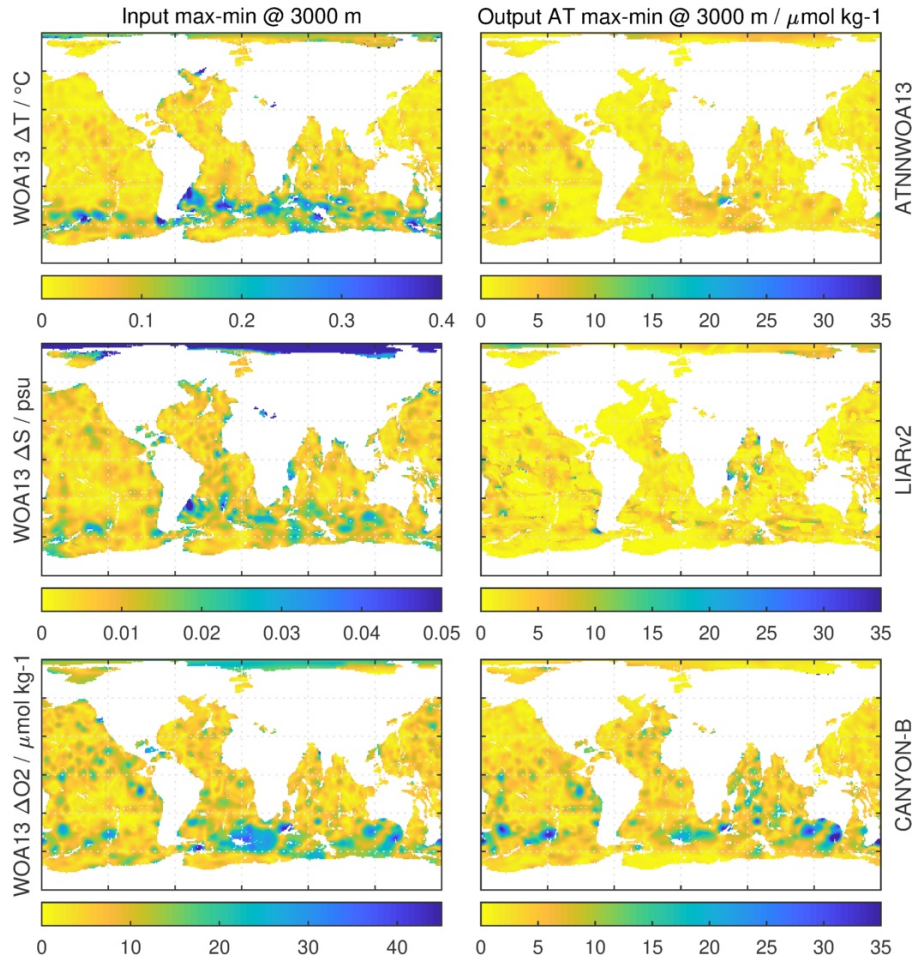 Input max-min @ 3000 m
Output AT max-min @ 3000 m / μmol kg-1
WOA13 ΔT / °C
ATNNWOA13
0 0.1 0.2 0.3 0.4
0 5 10 15 20 25 30 35
WOA13 ΔS / psu
LIARv2
0 0.01 0.02 0.03 0.04 0.05
0 5 10 15 20 25 30 35
WOA13 ΔO2 / μmol kg-1
CANYON-B
0 10 20 30 40
0 5 10 15 20 25 30 35